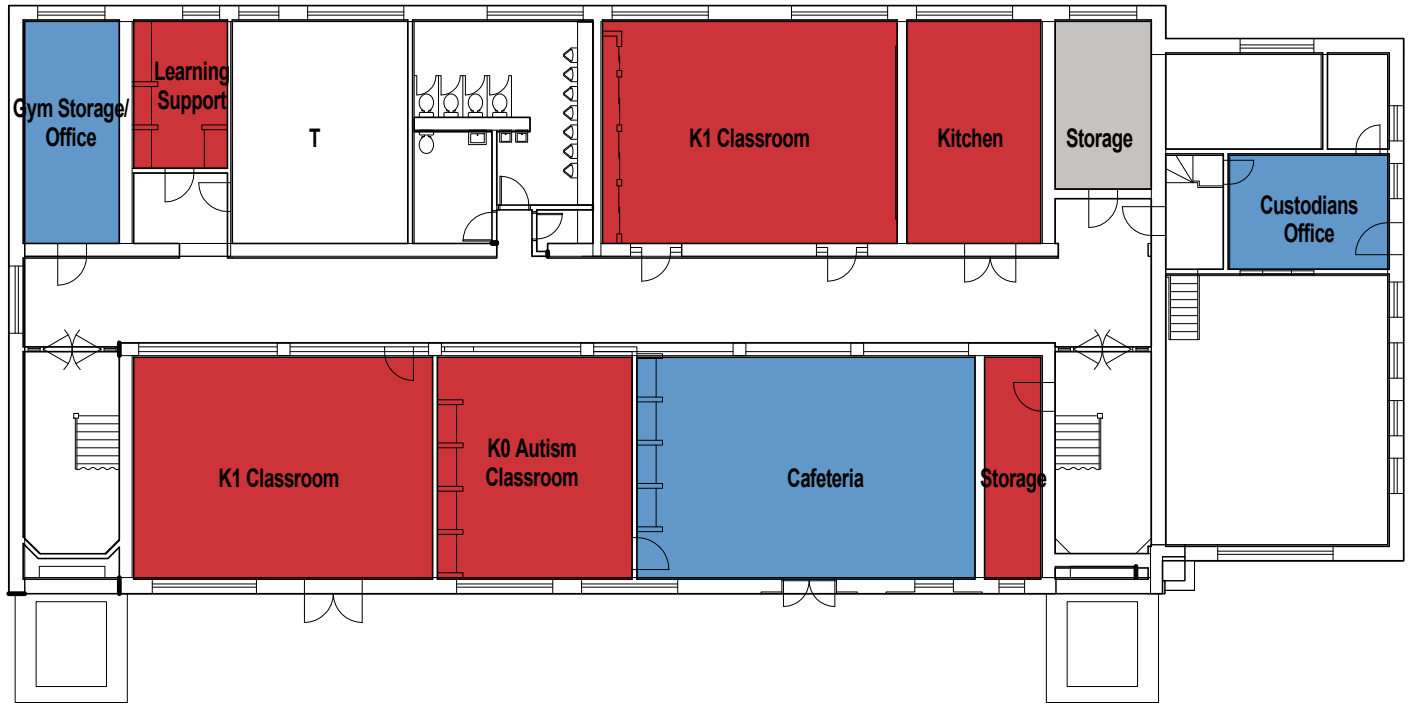 Gym Storage/
Office
Learning
Support
T
K1 Classroom
Kitchen
Storage
Custodians
Office
K1 Classroom
K0 Autism
Classroom
Cafeteria
Storage